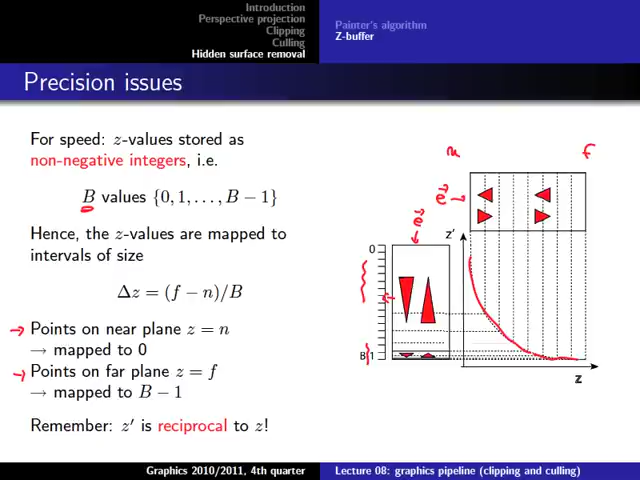 Introduction
Perspective projection
Clipping
Culling
Hidden surface removal
Painter's algorithm
Z-buffer
Precision issues
For speed: z-values stored as
non-negative integers, i.e.
B values {0, 1, . . . , B − 1}
Hence, the z-values are mapped to
intervals of size
Δz = (f − n)/B
Points on near plane z = n
→ mapped to 0
Points on far plane z = f
→ mapped to B − 1
Remember: z′ is reciprocal to z!
n f
z'
0
B-1
z
Graphics 2010/2011, 4th quarter
Lecture 08: graphics pipeline (clipping and culling)